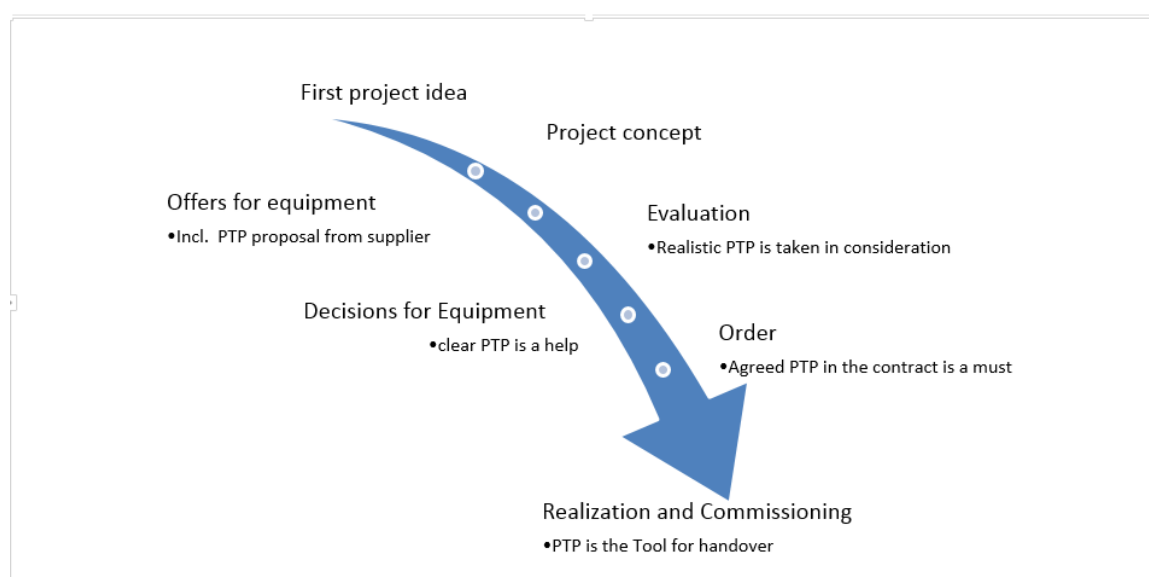 First project idea
Project concept
Offers for equipment
•Incl.  PTP proposal from supplier
Evaluation
•Realistic PTP is taken in consideration
Decisions for Equipment
•clear PTP is a help
Order
•Agreed PTP in the contract is a must
Realization and Commissioning
•PTP is the Tool for handover